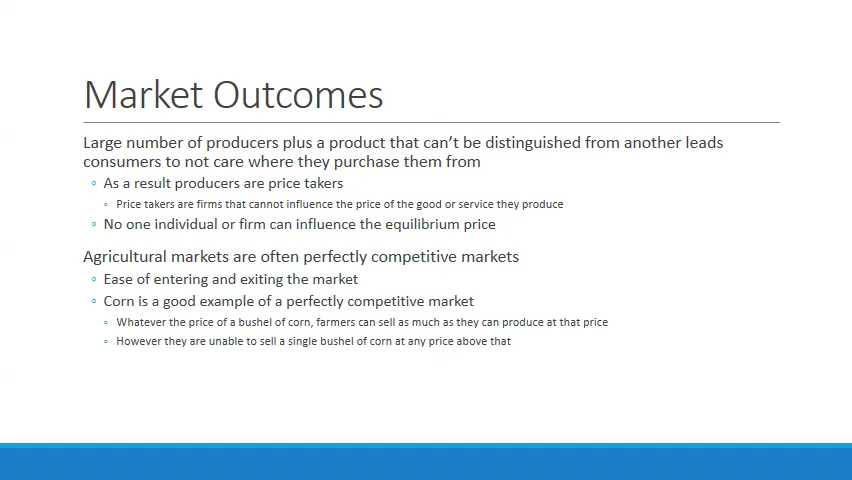 Market Outcomes
Large number of producers plus a product that can’t be distinguished from another leads
consumers to not care where they purchase them from
◦ As a result producers are price takers
◦ Price takers are firms that cannot influence the price of the good or service they produce
◦ No one individual or firm can influence the equilibrium price
Agricultural markets are often perfectly competitive markets
◦ Ease of entering and exiting the market
◦ Corn is a good example of a perfectly competitive market
◦ Whatever the price of a bushel of corn, farmers can sell as much as they can produce at that price
◦ However they are unable to sell a single bushel of corn at any price above that